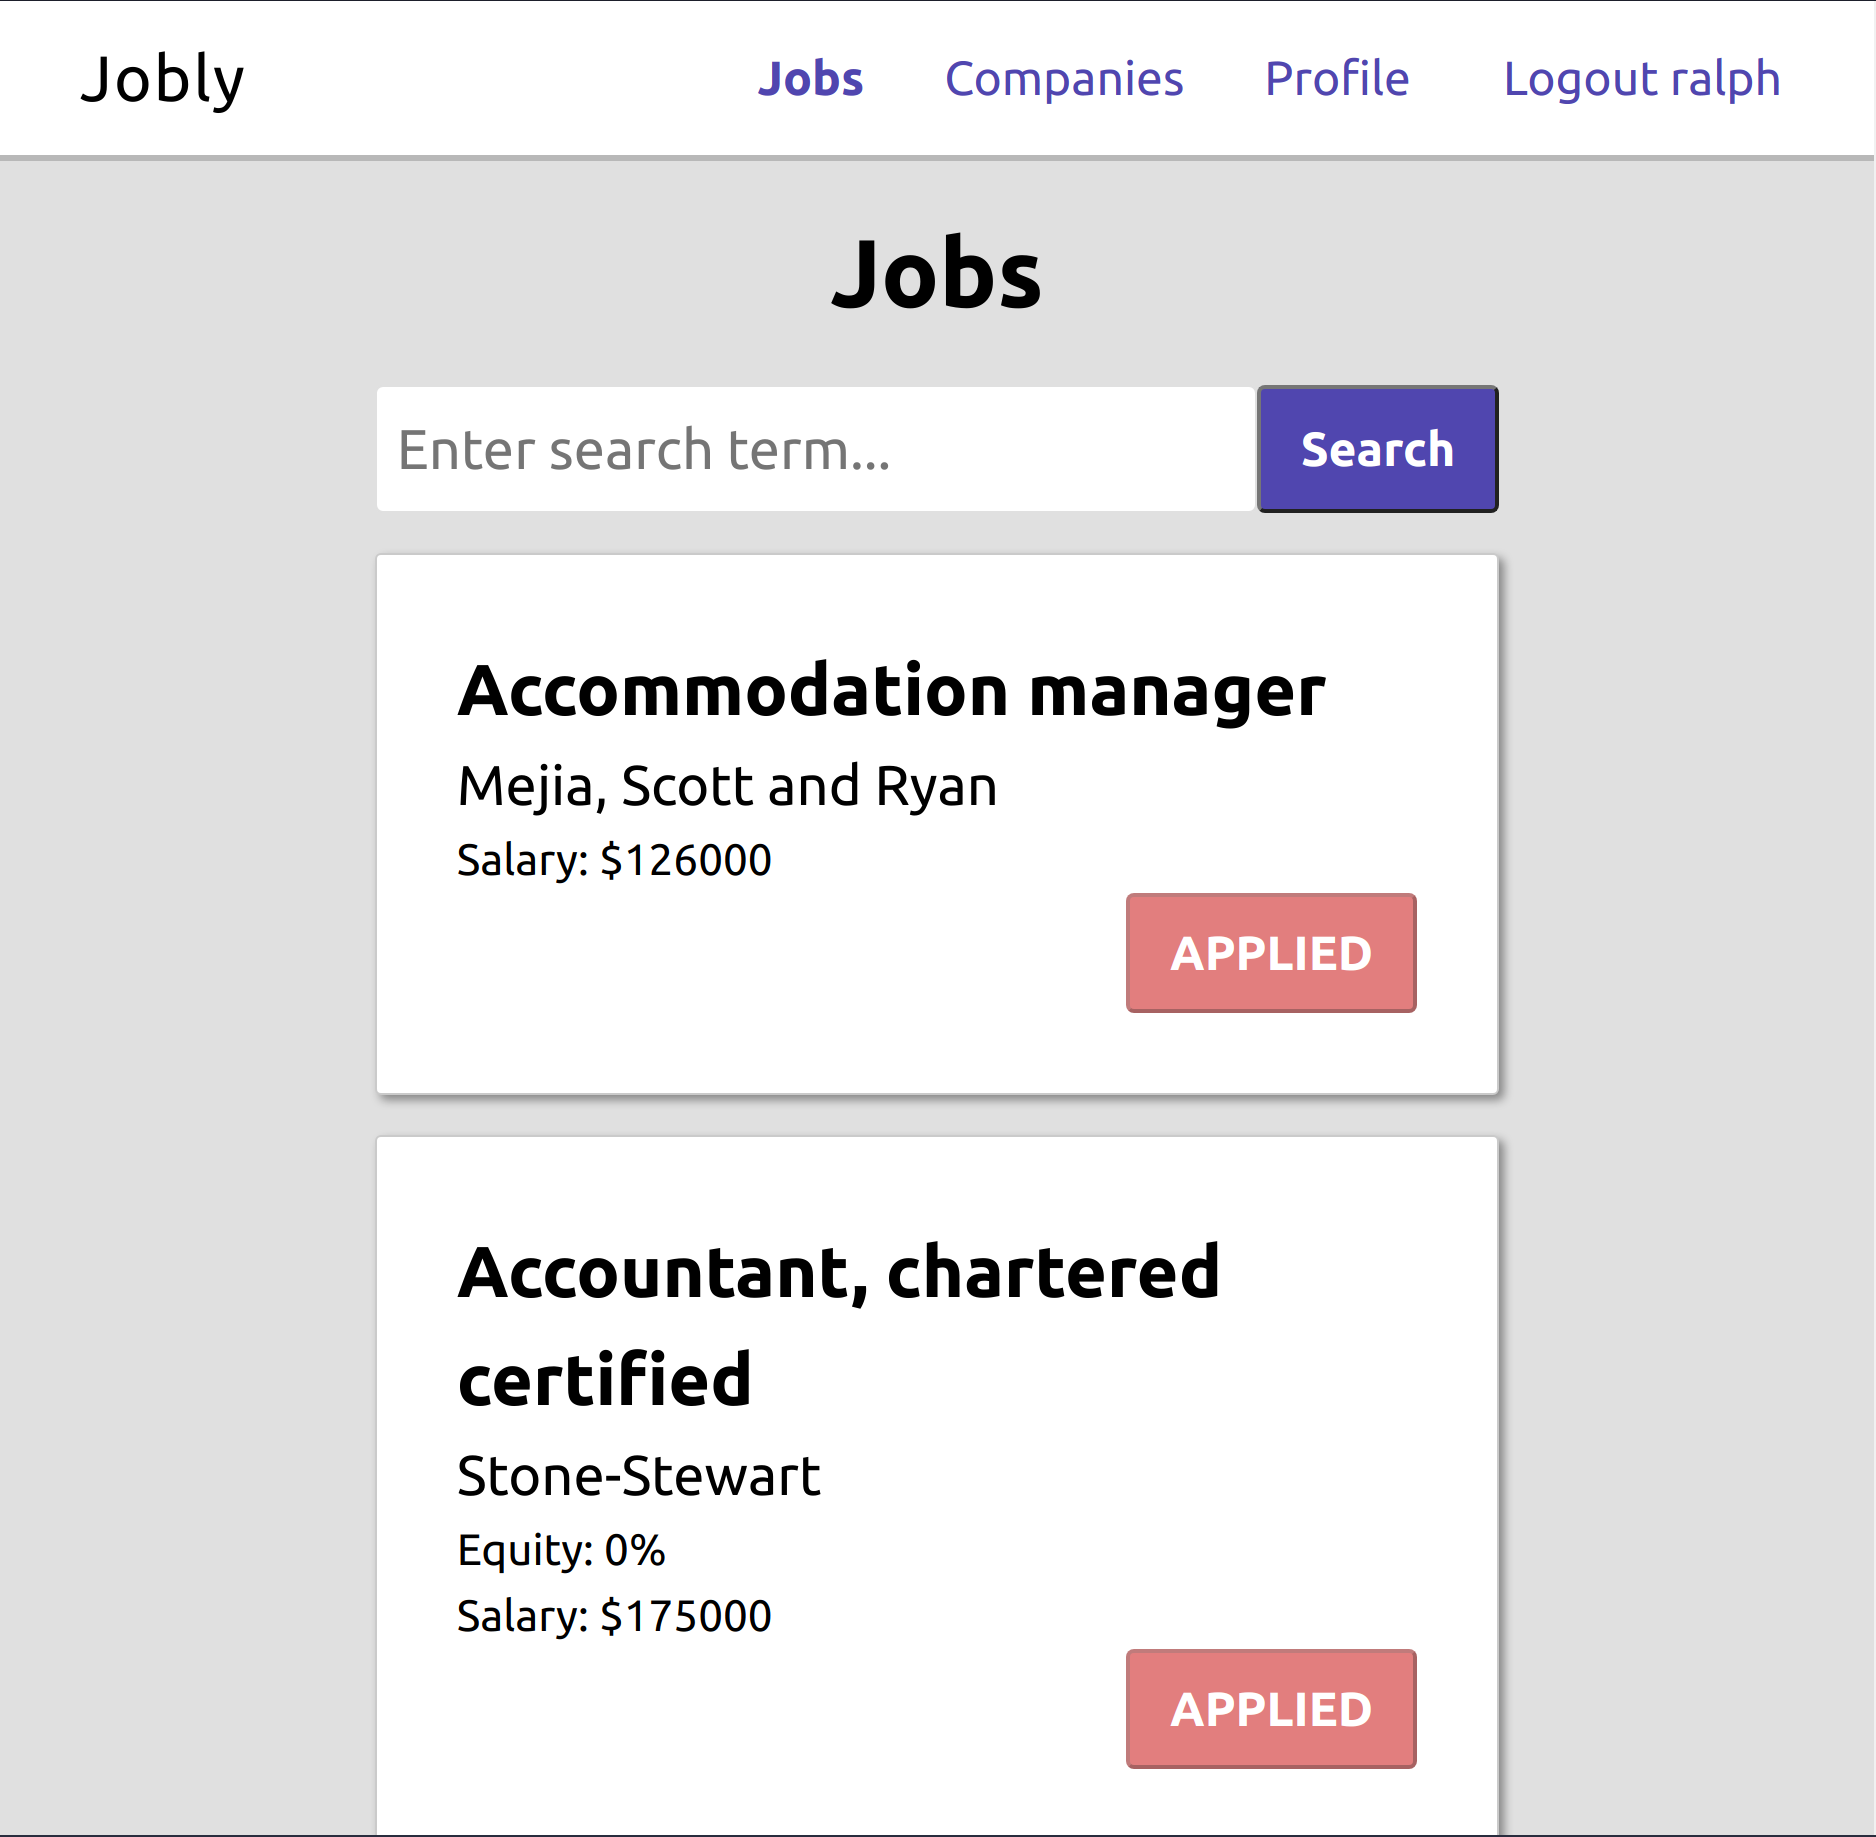 Jobly
Jobs
Companies
Profile
Logout ralph
Jobs
Enter search term...
Search
Accommodation manager
Mejia, Scott and Ryan
Salary: $126000
APPLIED
Accountant, chartered
certified
Stone-Stewart
Equity: 0%
Salary: $175000
APPLIED